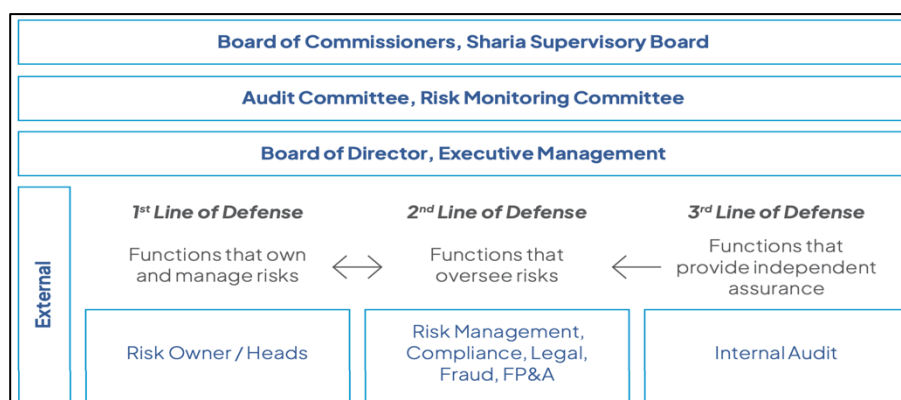 Board of Commissioners, Sharia Supervisory Board
Audit Committee, Risk Monitoring Committee
Board of Director, Executive Management
External
1st Line of Defense
Functions that own
and manage risks
Risk Owner / Heads
2nd Line of Defense
Functions that
oversee risks
Risk Management,
Compliance, Legal,
Fraud, FP&A
3rd Line of Defense
Functions that
provide independent
assurance
Internal Audit